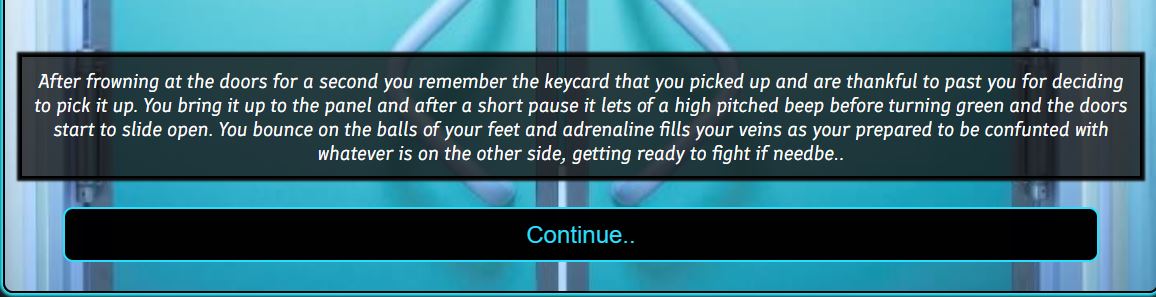 After frowning at the doors for a second you remember the keycard that you picked up and are thankful to past you for deciding
to pick it up. You bring it up to the panel and after a short pause it lets of a high pitched beep before turning green and the doors
start to slide open. You bounce on the balls of your feet and adrenaline fills your veins as your prepared to be confunted with
whatever is on the other side, getting ready to fight if needbe..
Continue..